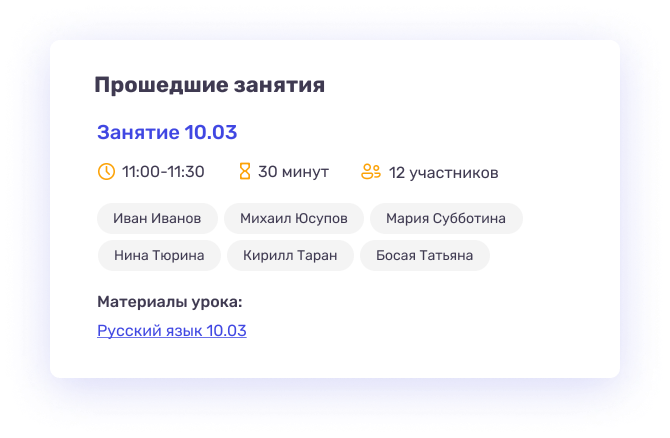 Прошедшие занятия
Занятие 10.03
11:00-11:30 30 минут 12 участников
Иван Иванов Михаил Юсупов Мария Субботина
Нина Тюрина Кирилл Таран Босая Татьяна
Материалы урока:
Русский язык 10.03